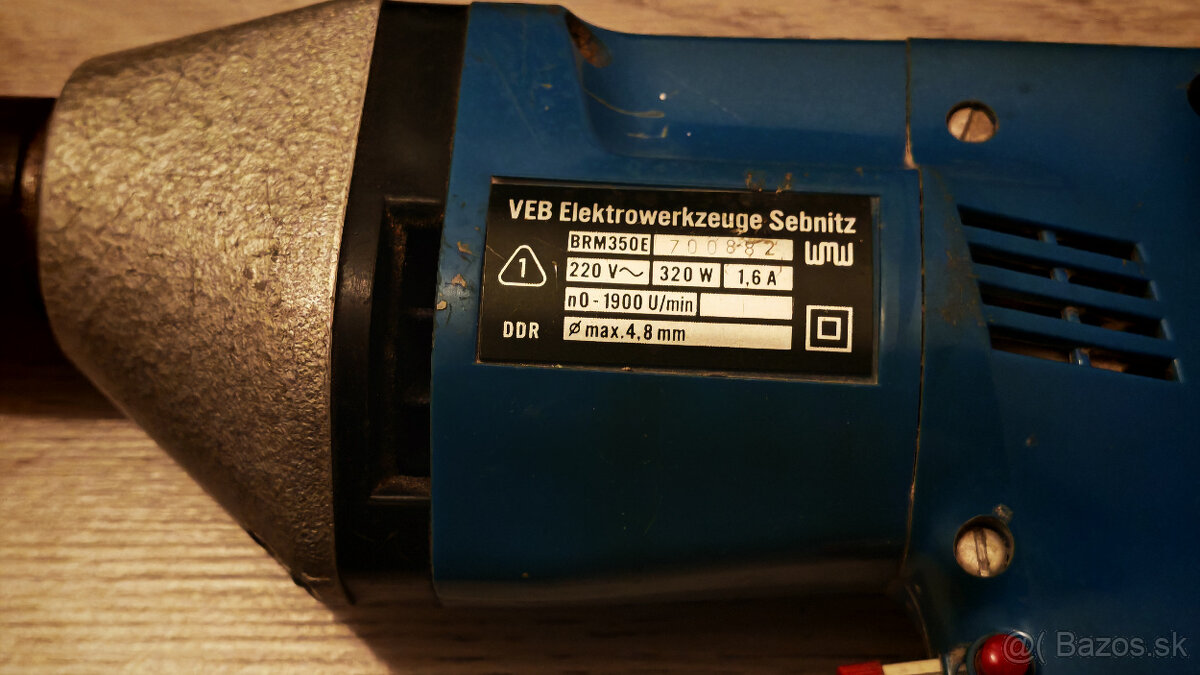 VEB Elektrowerkzeuge Sebnitz
BRM350E 700882
1 220 V~ 320 W 1,6 A
n0-1900 U/min
DDR ⌀ max.4,8 mm
@( Bazos.sk